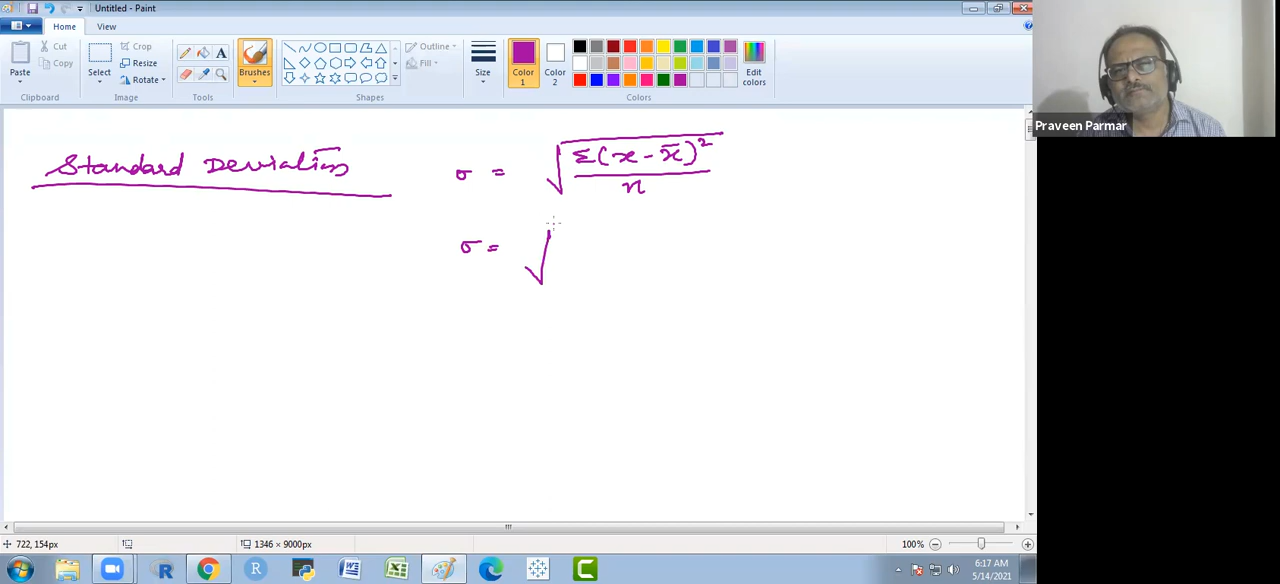 Untitled - Paint
Home View
Paste
Cut
Copy
Clipboard
Select
Crop
Resize
Rotate
Image
A
Tools
Brushes
Outline
Fill
Shapes
Size
Color 1
Color 2
Edit colors
Colors
Praveen Parmar
Standard Deviation σ = √(Σ(x - x̄)² / n)
σ = √
722, 154px 1346 × 9000px 100%
6:17 AM
5/14/2021